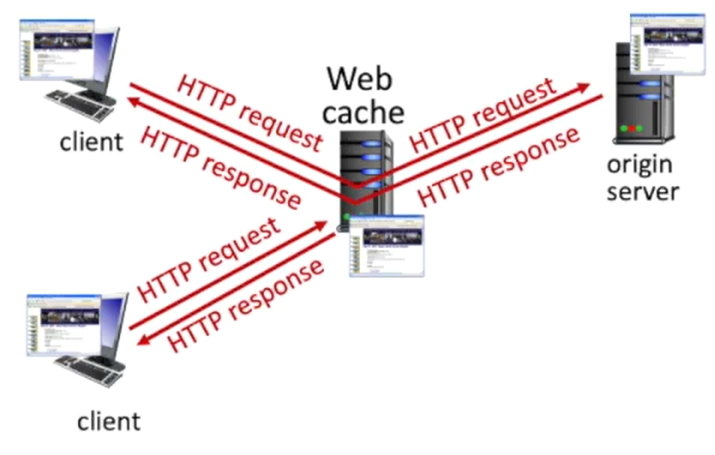 Web
cache
HTTP request
HTTP response
client
HTTP request
HTTP response
origin
server
HTTP request
HTTP response
client